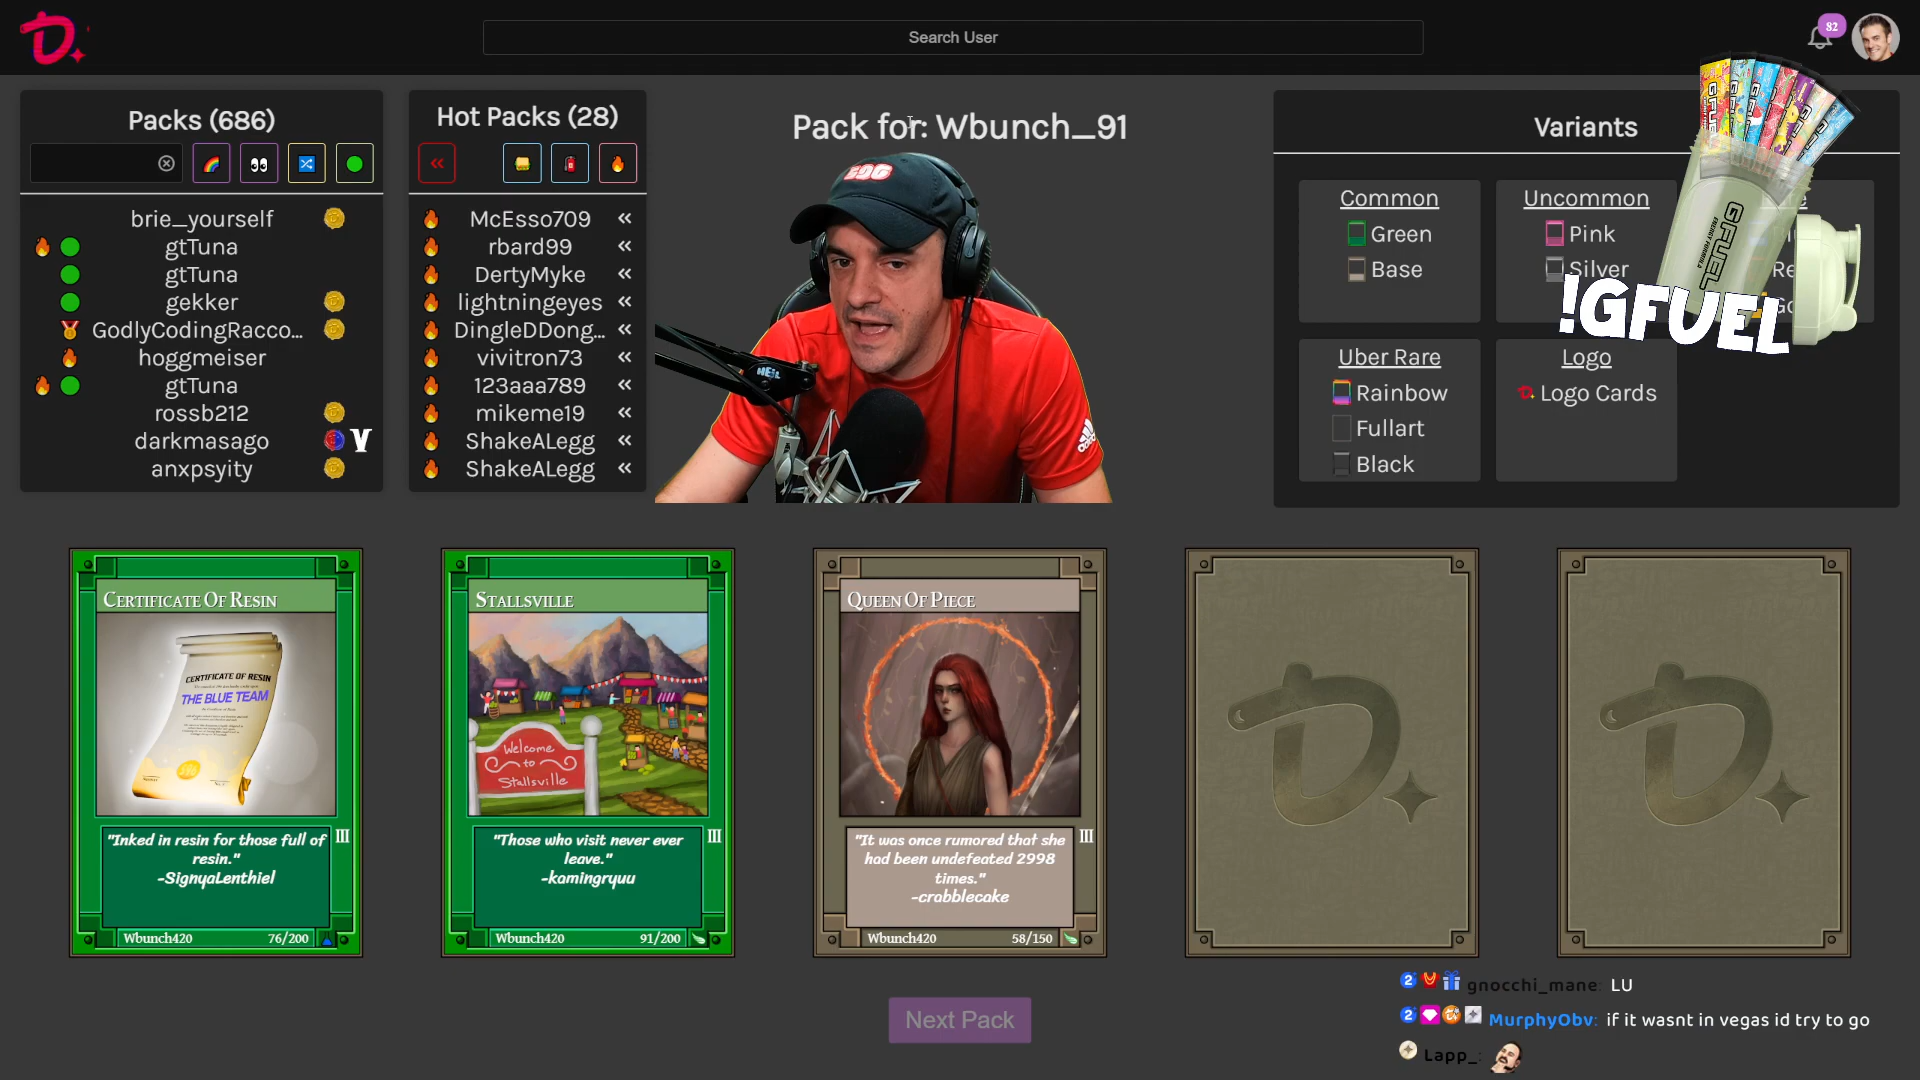 Search User
82
Packs (686)
brie_yourself
gtTuna
gtTuna
gekker
GodlyCodingRacco...
hoggmeiser
gtTuna
rossb212
darkmasago
anxpsyity
Hot Packs (28)
McEsso709
rbard99
DertyMyke
lightningeyes
DingleDDong...
vivitron73
123aaa789
mikeme19
ShakeALegg
ShakeALegg
Pack for: Wbunch_91
Variants
Common
Green
Base
Uncommon
Pink
Silver
Uber Rare
Rainbow
Fullart
Black
Logo
Logo Cards
GFUEL
!GFUEL
adidas
Certificate Of Resin
CERTIFICATE OF RESIN
THE BLUE TEAM
"Inked in resin for those full of
resin."
-SignyaLenthiel
III
Wbunch420 76/200
Stallsville
Welcome
to
Stallsville
"Those who visit never ever
leave."
-kamingryuu
III
Wbunch420 91/200
Queen Of Piece
"It was once rumored that she
had been undefeated 2998
times."
-crabblecake
III
Wbunch420 58/150
Next Pack
gnocchi_mane: LU
MurphyObv: if it wasnt in vegas id try to go
Lapp_: